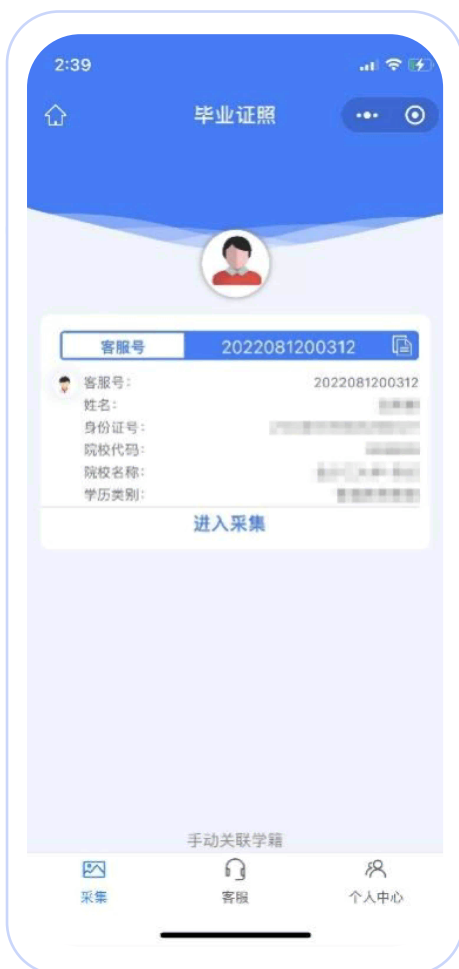 2:39
毕业证照
客服号 2022081200312
客服号: 2022081200312
姓名:
身份证号:
院校代码:
院校名称:
学历类别:
进入采集
手动关联学籍
采集 客服 个人中心